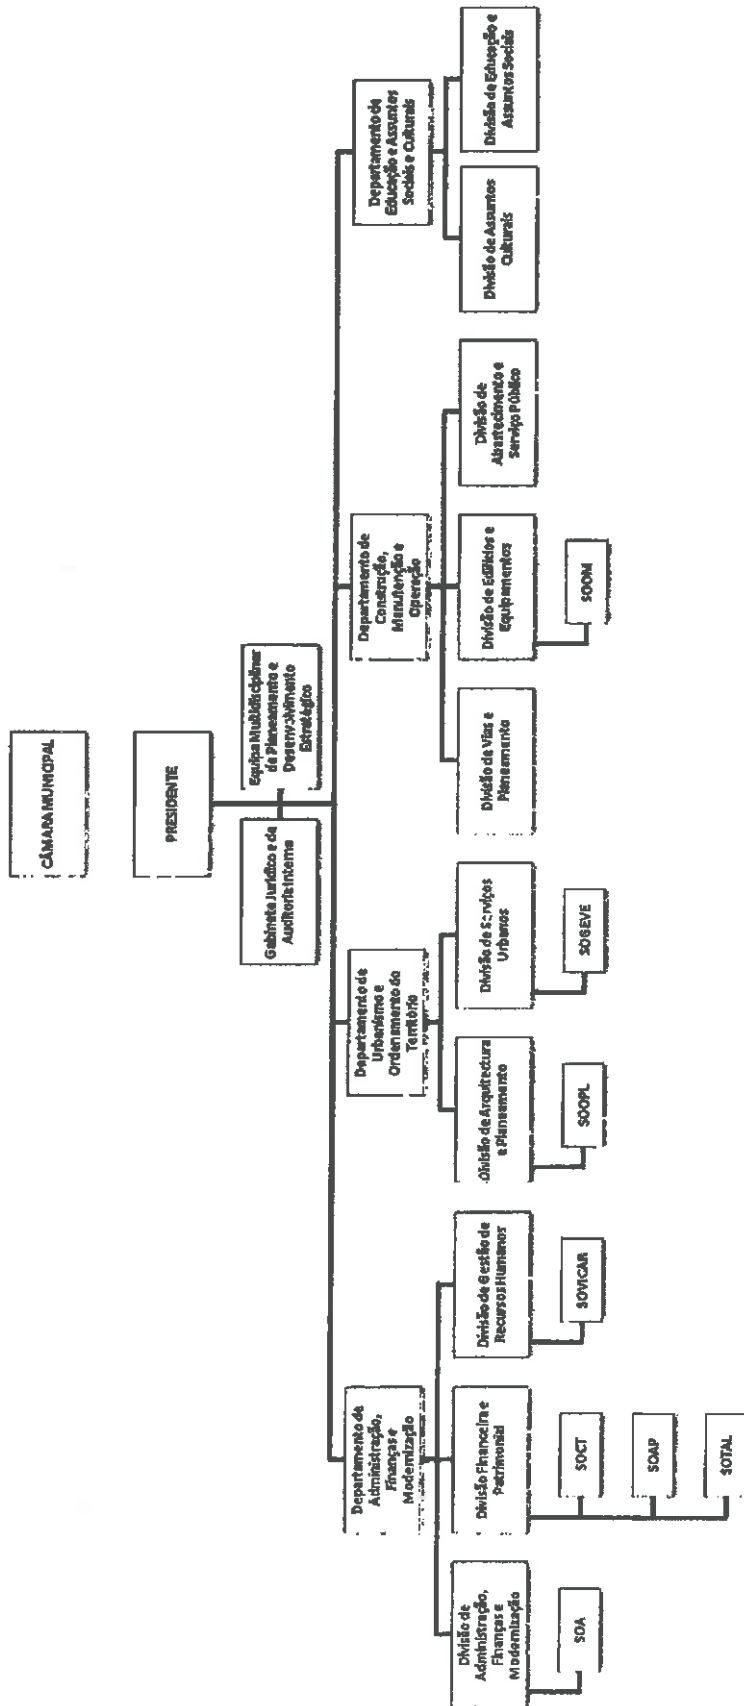 CÂMARA MUNICIPAL
PRESIDENTE
Gabinete Jurídico e de
Auditoria Interna
Equipa Multidisciplinar
de Planeamento e
Desenvolvimento
Estratégico
Departamento de
Administração,
Finanças e
Modernização
Departamento de
Urbanismo e
Ordenamento do
Território
Departamento de
Construção,
Manutenção e
Operação
Departamento de
Educação e Assuntos
Sociais e Culturais
Divisão de
Administração,
Finanças e
Modernização
Divisão Financeira e
Patrimonial
Divisão de Gestão de
Recursos Humanos
Divisão de Arquitectura
e Planeamento
Divisão de Serviços
Urbanos
Divisão de Vias e
Planeamento
Divisão de Edifícios e
Equipamentos
Divisão de
Abastecimento e
Serviço Público
Divisão de Assuntos
Culturais
Divisão de Educação e
Assuntos Sociais
SOA
SOCT
SOAP
SOTAL
SOVICAR
SOOPL
SOGEVE
SOOM